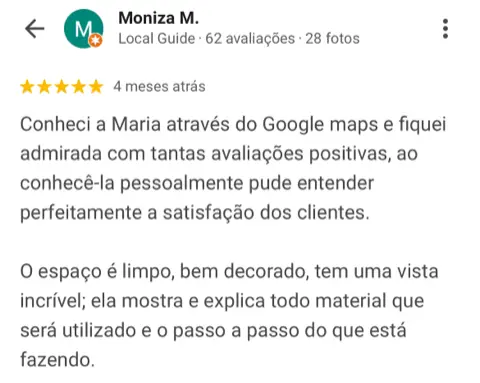 Moniza M.
M
Local Guide · 62 avaliações · 28 fotos
4 meses atrás
Conheci a Maria através do Google maps e fiquei
admirada com tantas avaliações positivas, ao
conhecê-la pessoalmente pude entender
perfeitamente a satisfação dos clientes.
O espaço é limpo, bem decorado, tem uma vista
incrível; ela mostra e explica todo material que
será utilizado e o passo a passo do que está
fazendo.